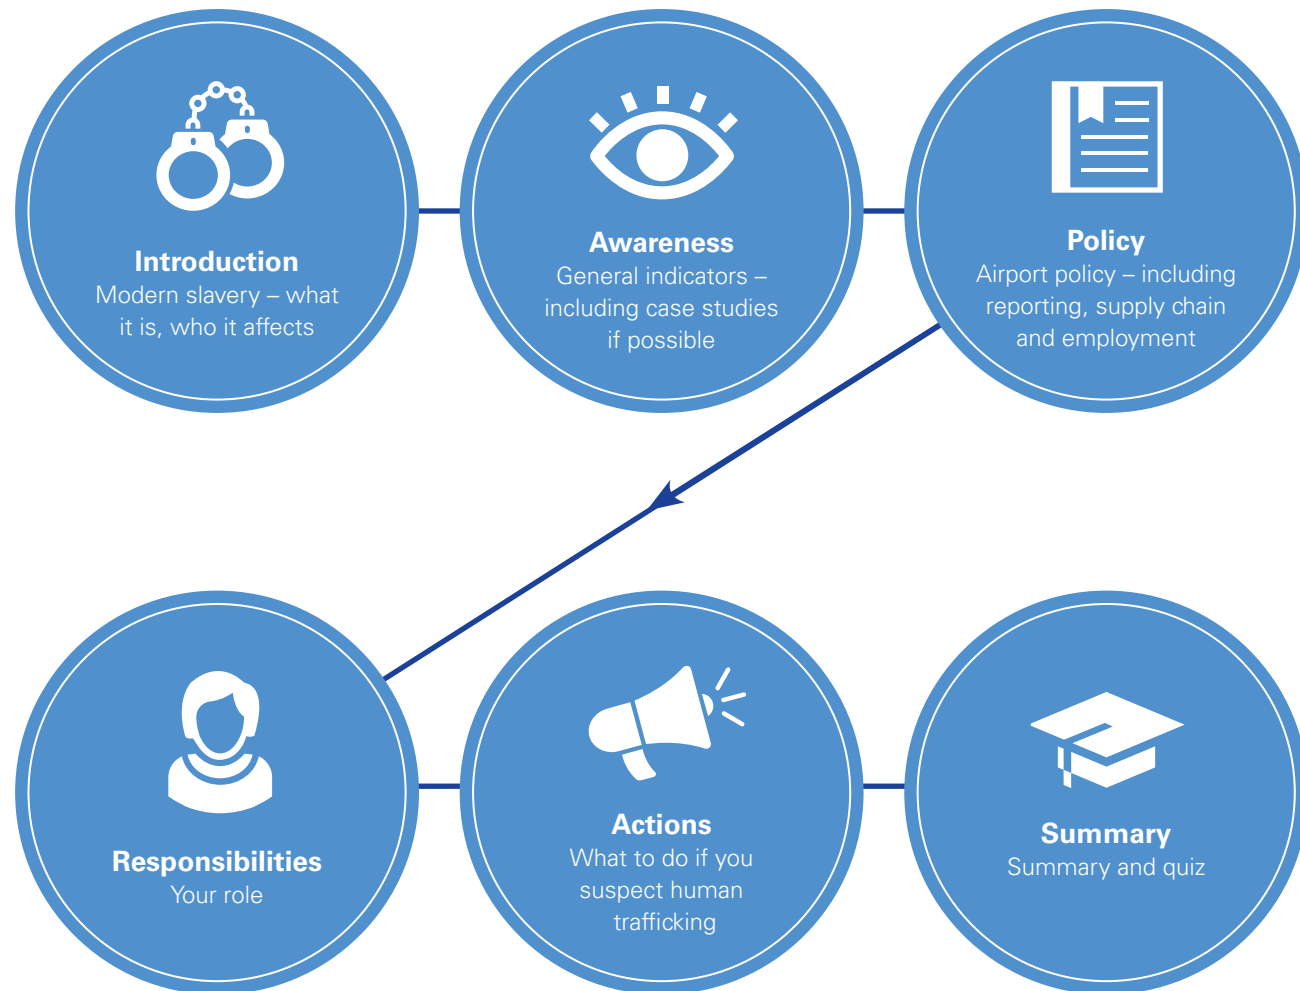 Introduction
Modern slavery – what
it is, who it affects
Awareness
General indicators –
including case studies
if possible
Policy
Airport policy – including
reporting, supply chain
and employment
Responsibilities
Your role
Actions
What to do if you
suspect human
trafficking
Summary
Summary and quiz